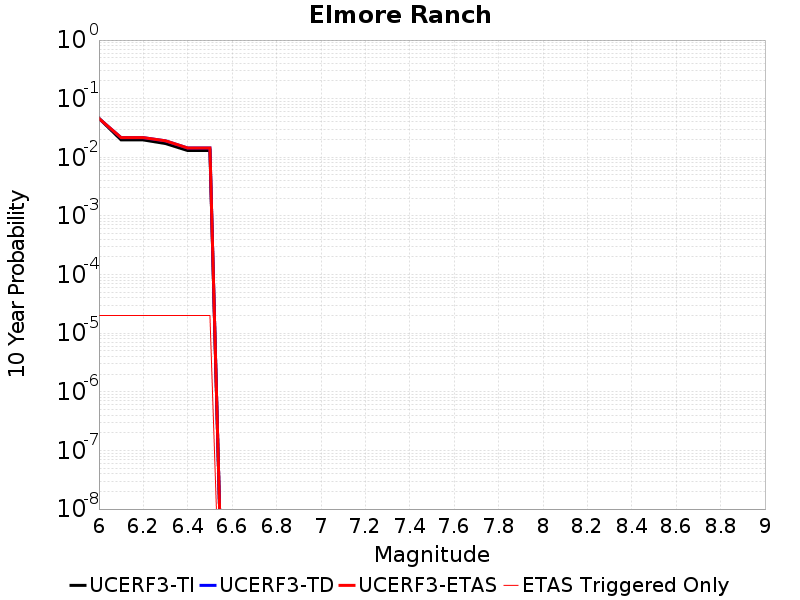 Elmore Ranch
10^0
10^-1
10^-2
10^-3
10^-4
10^-5
10^-6
10^-7
10^-8
10 Year Probability
6 6.2 6.4 6.6 6.8 7 7.2 7.4 7.6 7.8 8 8.2 8.4 8.6 8.8 9
Magnitude
UCERF3-TI UCERF3-TD UCERF3-ETAS ETAS Triggered Only